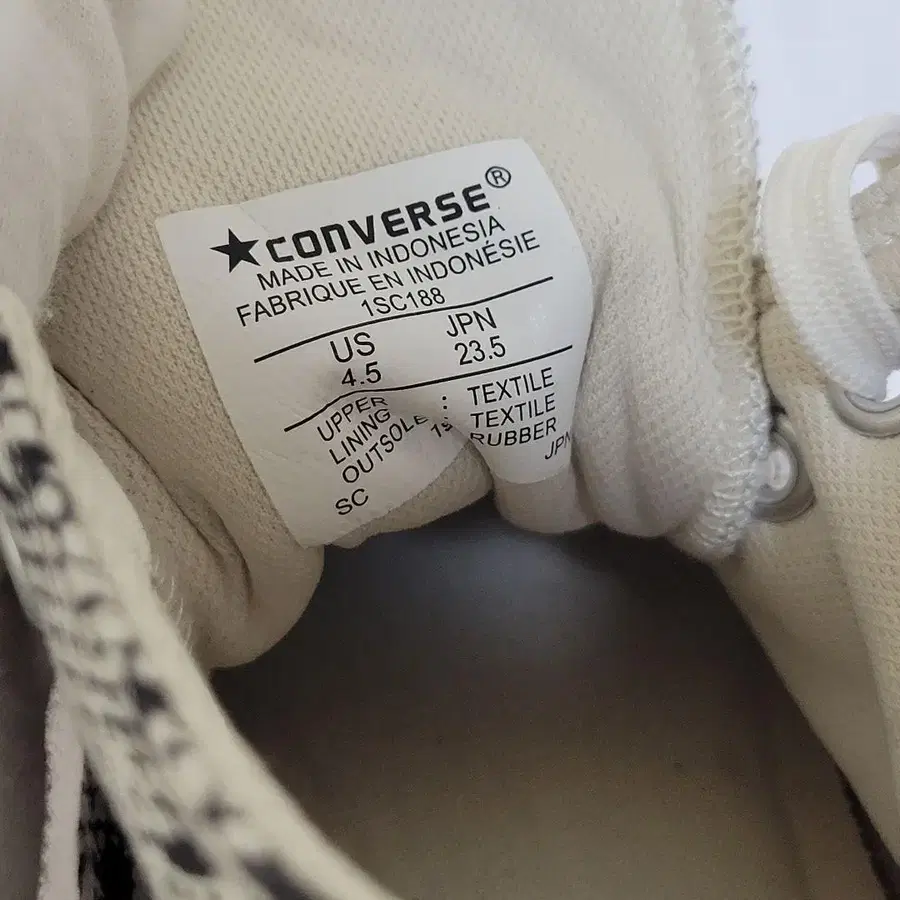 ★CONVERSE®
MADE IN INDONESIA
FABRIQUE EN INDONÉSIE
1SC188
US JPN
4.5 23.5
UPPER : TEXTILE
LINING TEXTILE
OUTSOLE RUBBER
SC JPN